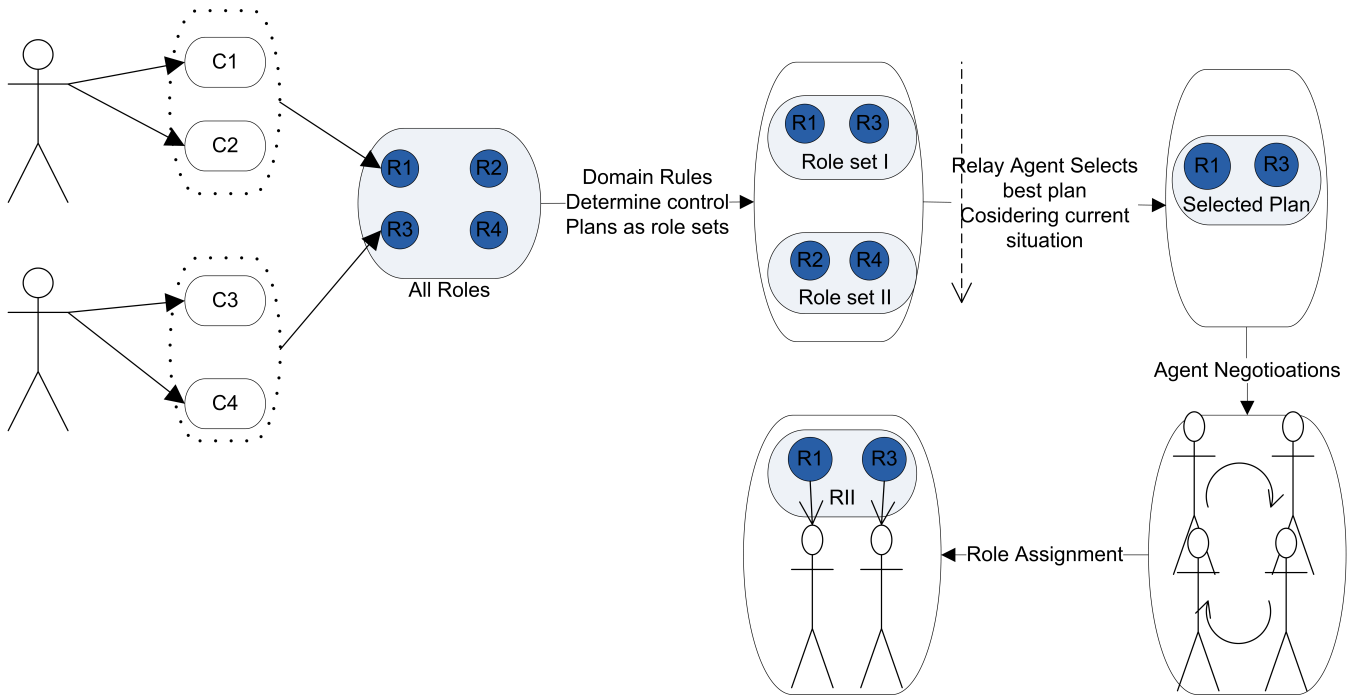 C1
C2
C3
C4
R1
R2
R3
R4
All Roles
Domain Rules
Determine control
Plans as role sets
R1
R3
Role set I
R2
R4
Role set II
Relay Agent Selects
best plan
Cosidering current
situation
R1
R3
Selected Plan
Agent Negotioations
Role Assignment
R1
R3
RII